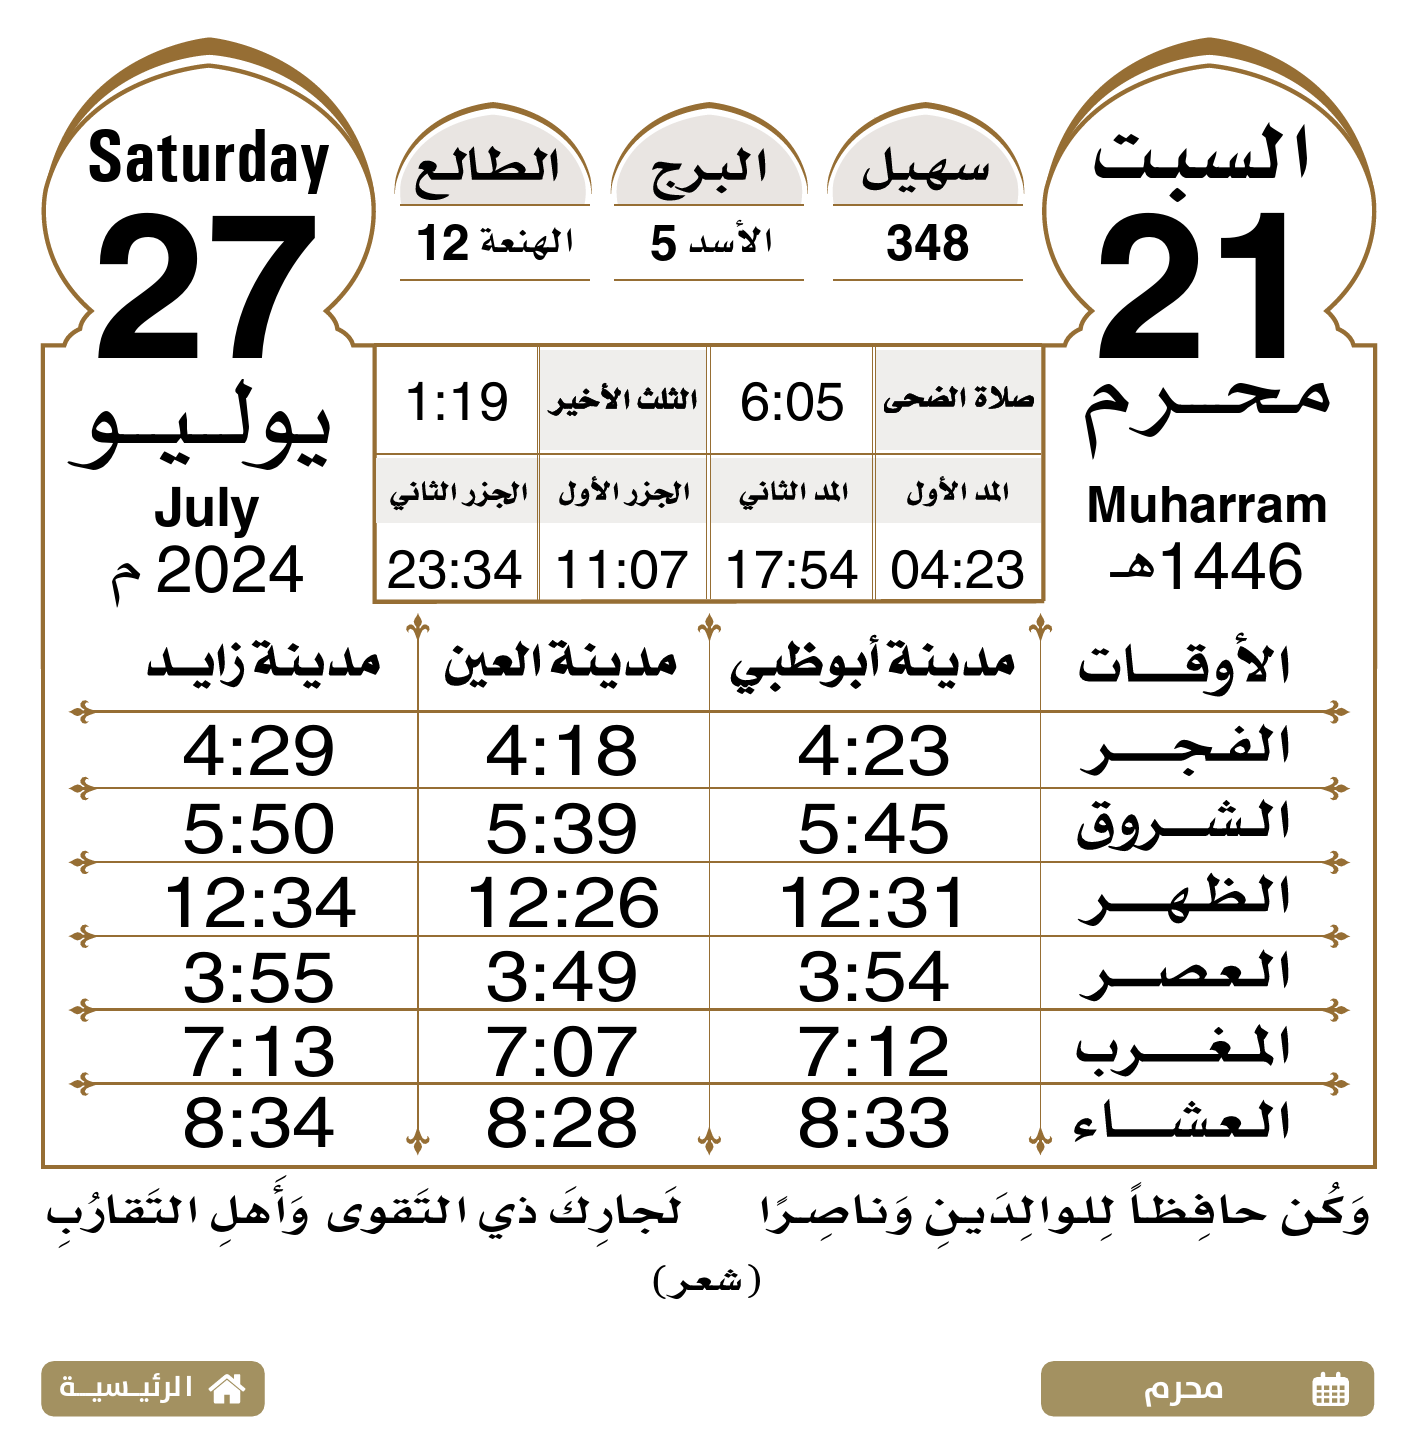 السبت
21
محرم
Muharram
1446هـ
سهيل
348
البرج
الأسد 5
الطالع
الهنعة 12
Saturday
27
يوليو
July
2024 م
صلاة الضحى 6:05 الثلث الأخير 1:19
المد الأول المد الثاني الجزر الأول الجزر الثاني
04:23 17:54 11:07 23:34
الأوقات مدينة أبوظبي مدينة العين مدينة زايد
الفجر 4:23 4:18 4:29
الشروق 5:45 5:39 5:50
الظهر 12:31 12:26 12:34
العصر 3:54 3:49 3:55
المغرب 7:12 7:07 7:13
العشاء 8:33 8:28 8:34
وَكُن حافِظاً لِلوالِدَينِ وَناصِرًا لَجارِكَ ذي التَقوى وَأَهلِ التَقارُبِ
(شعر)
محرم
الرئيسية